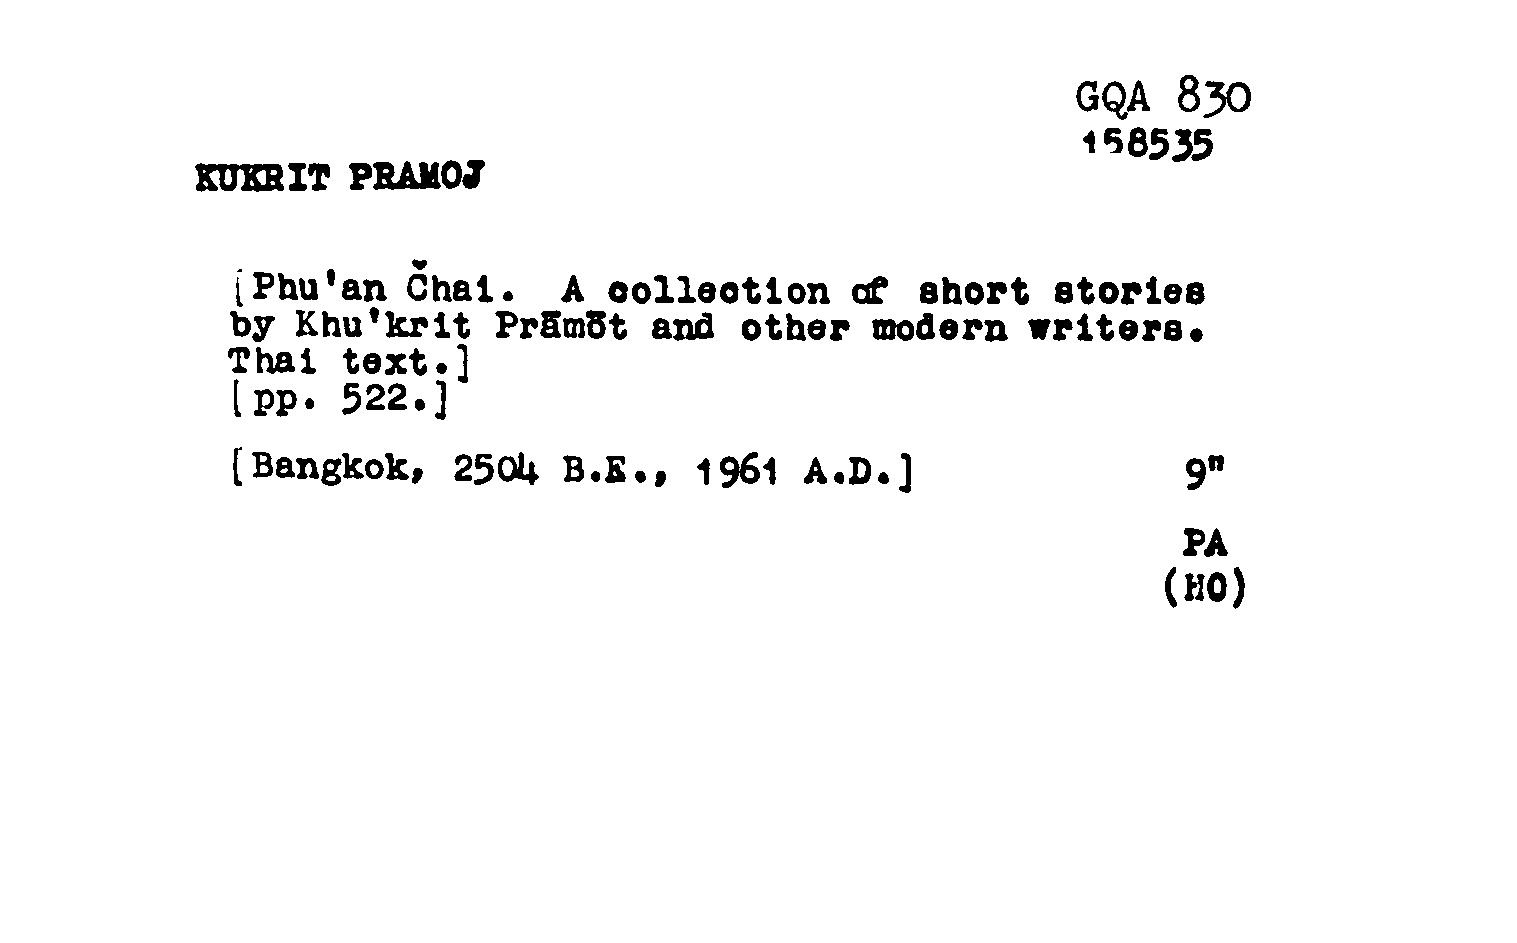 GQA 830
158535
KUKRIT PRAMOJ
[Phu'an Čhai. A collection of short stories
by Khu'krit Prāmōt and other modern writers.
Thai text.]
[pp. 522.]
[Bangkok, 2504 B.E., 1961 A.D.] 9"
PA
(HO)